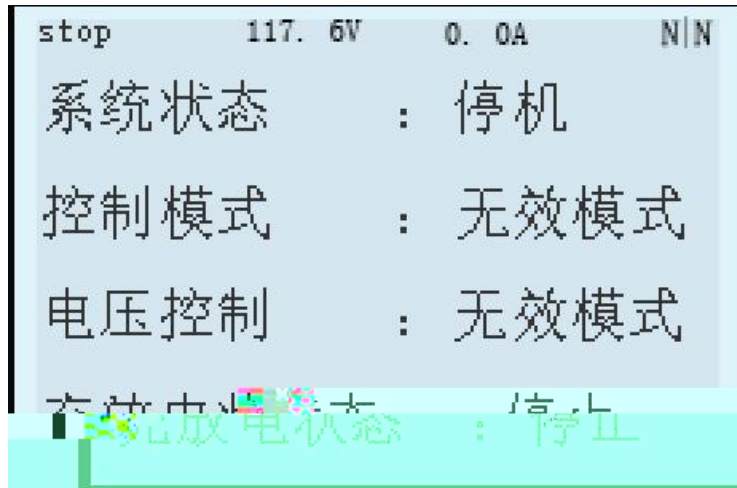 stop 117. 6V 0. 0A N|N
系统状态 : 停机
控制模式 : 无效模式
电压控制 : 无效模式
放电状态 : 停止